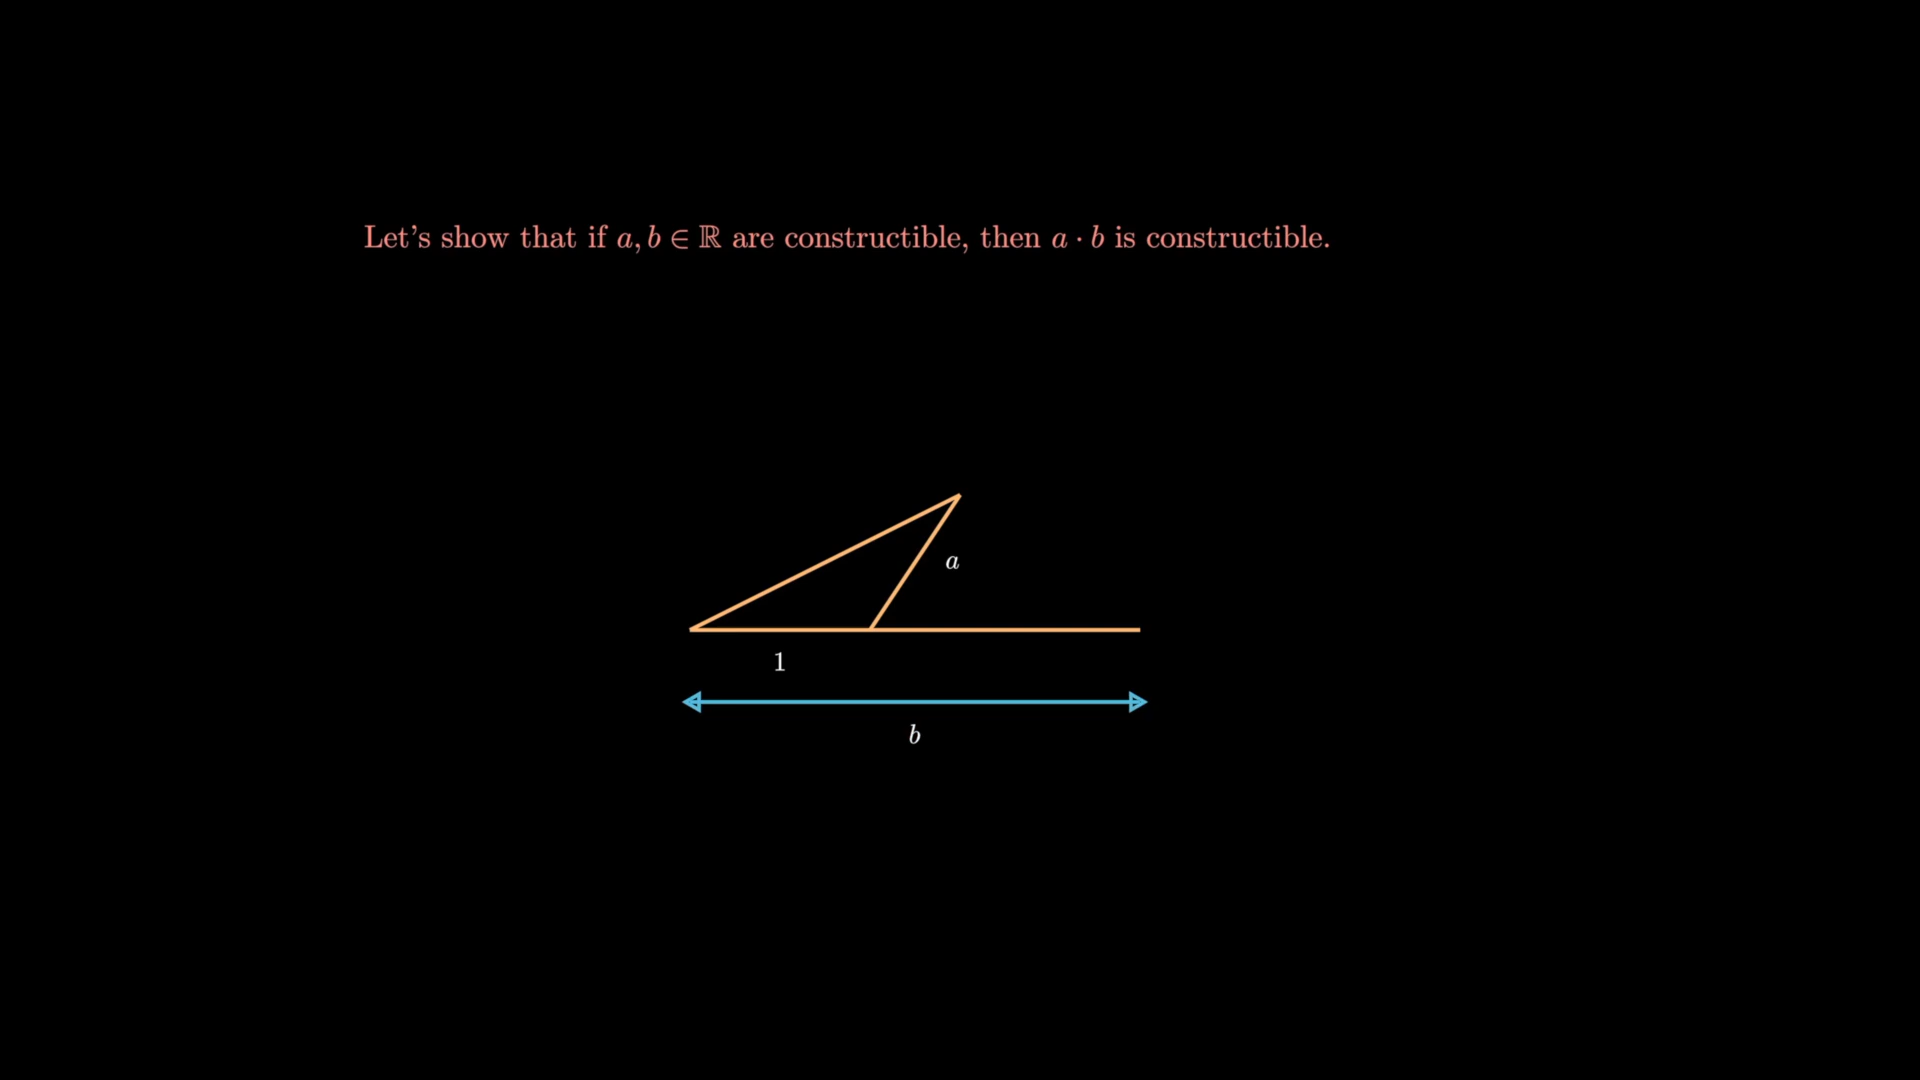 Let's show that if a, b ∈ ℝ are constructible, then a · b is constructible.
a
1
b